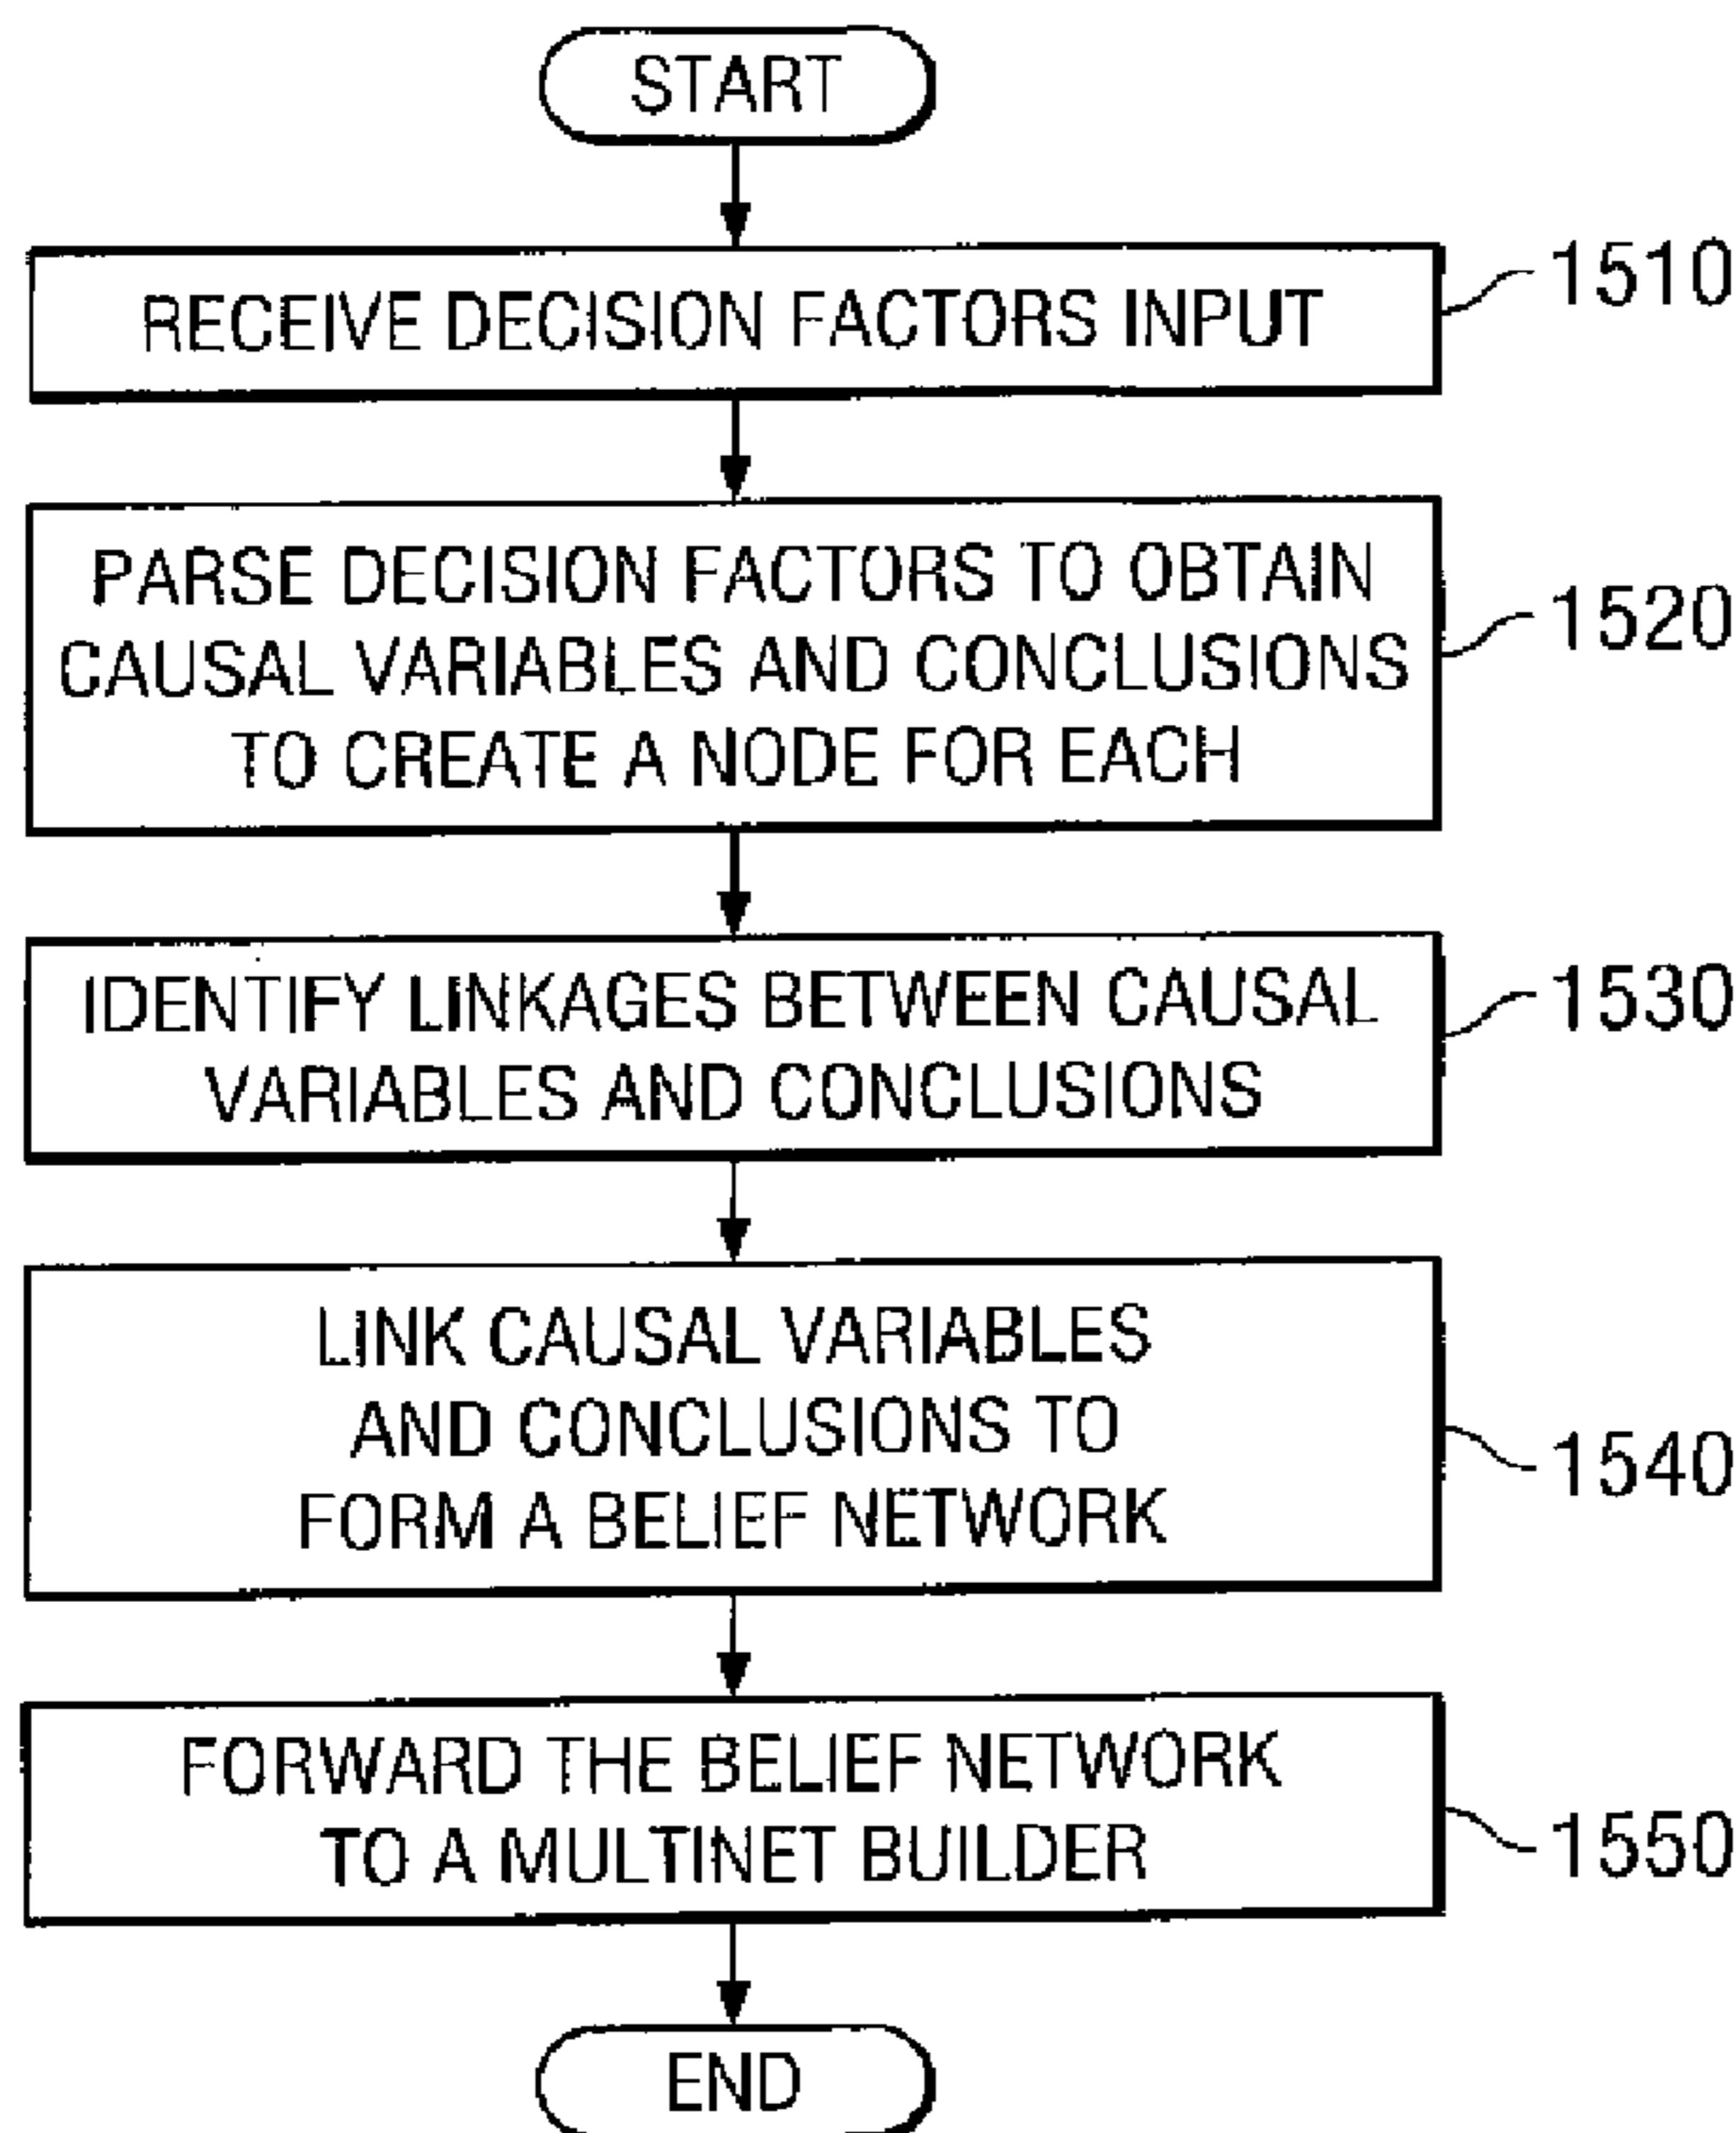 START
RECEIVE DECISION FACTORS INPUT
1510
PARSE DECISION FACTORS TO OBTAIN
CAUSAL VARIABLES AND CONCLUSIONS
TO CREATE A NODE FOR EACH
1520
IDENTIFY LINKAGES BETWEEN CAUSAL
VARIABLES AND CONCLUSIONS
1530
LINK CAUSAL VARIABLES
AND CONCLUSIONS TO
FORM A BELIEF NETWORK
1540
FORWARD THE BELIEF NETWORK
TO A MULTINET BUILDER
1550
END